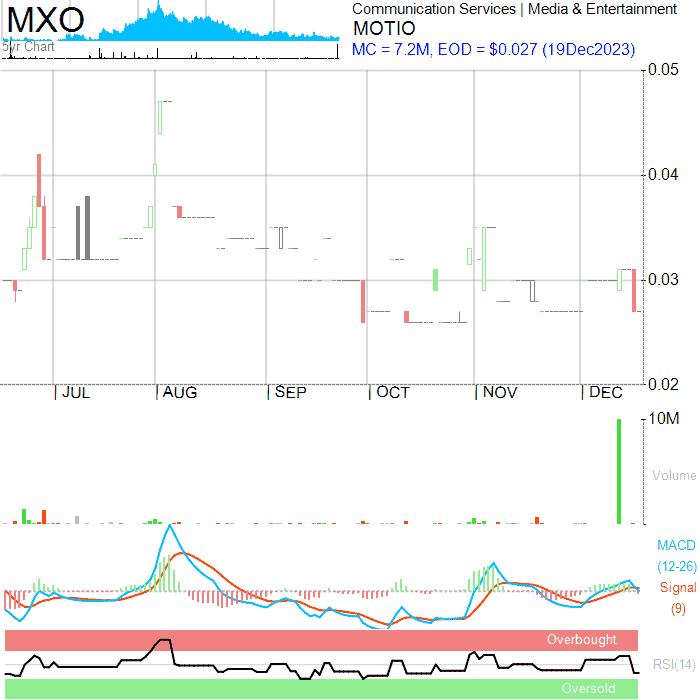 MXO
5yr Chart
Communication Services | Media & Entertainment
MOTIO
MC = 7.2M, EOD = $0.027 (19Dec2023)
0.05
0.04
0.03
0.02
JUL AUG SEP OCT NOV DEC
10M
Volume
MACD
(12-26)
Signal
(9)
Overbought
RSI(14)
Oversold